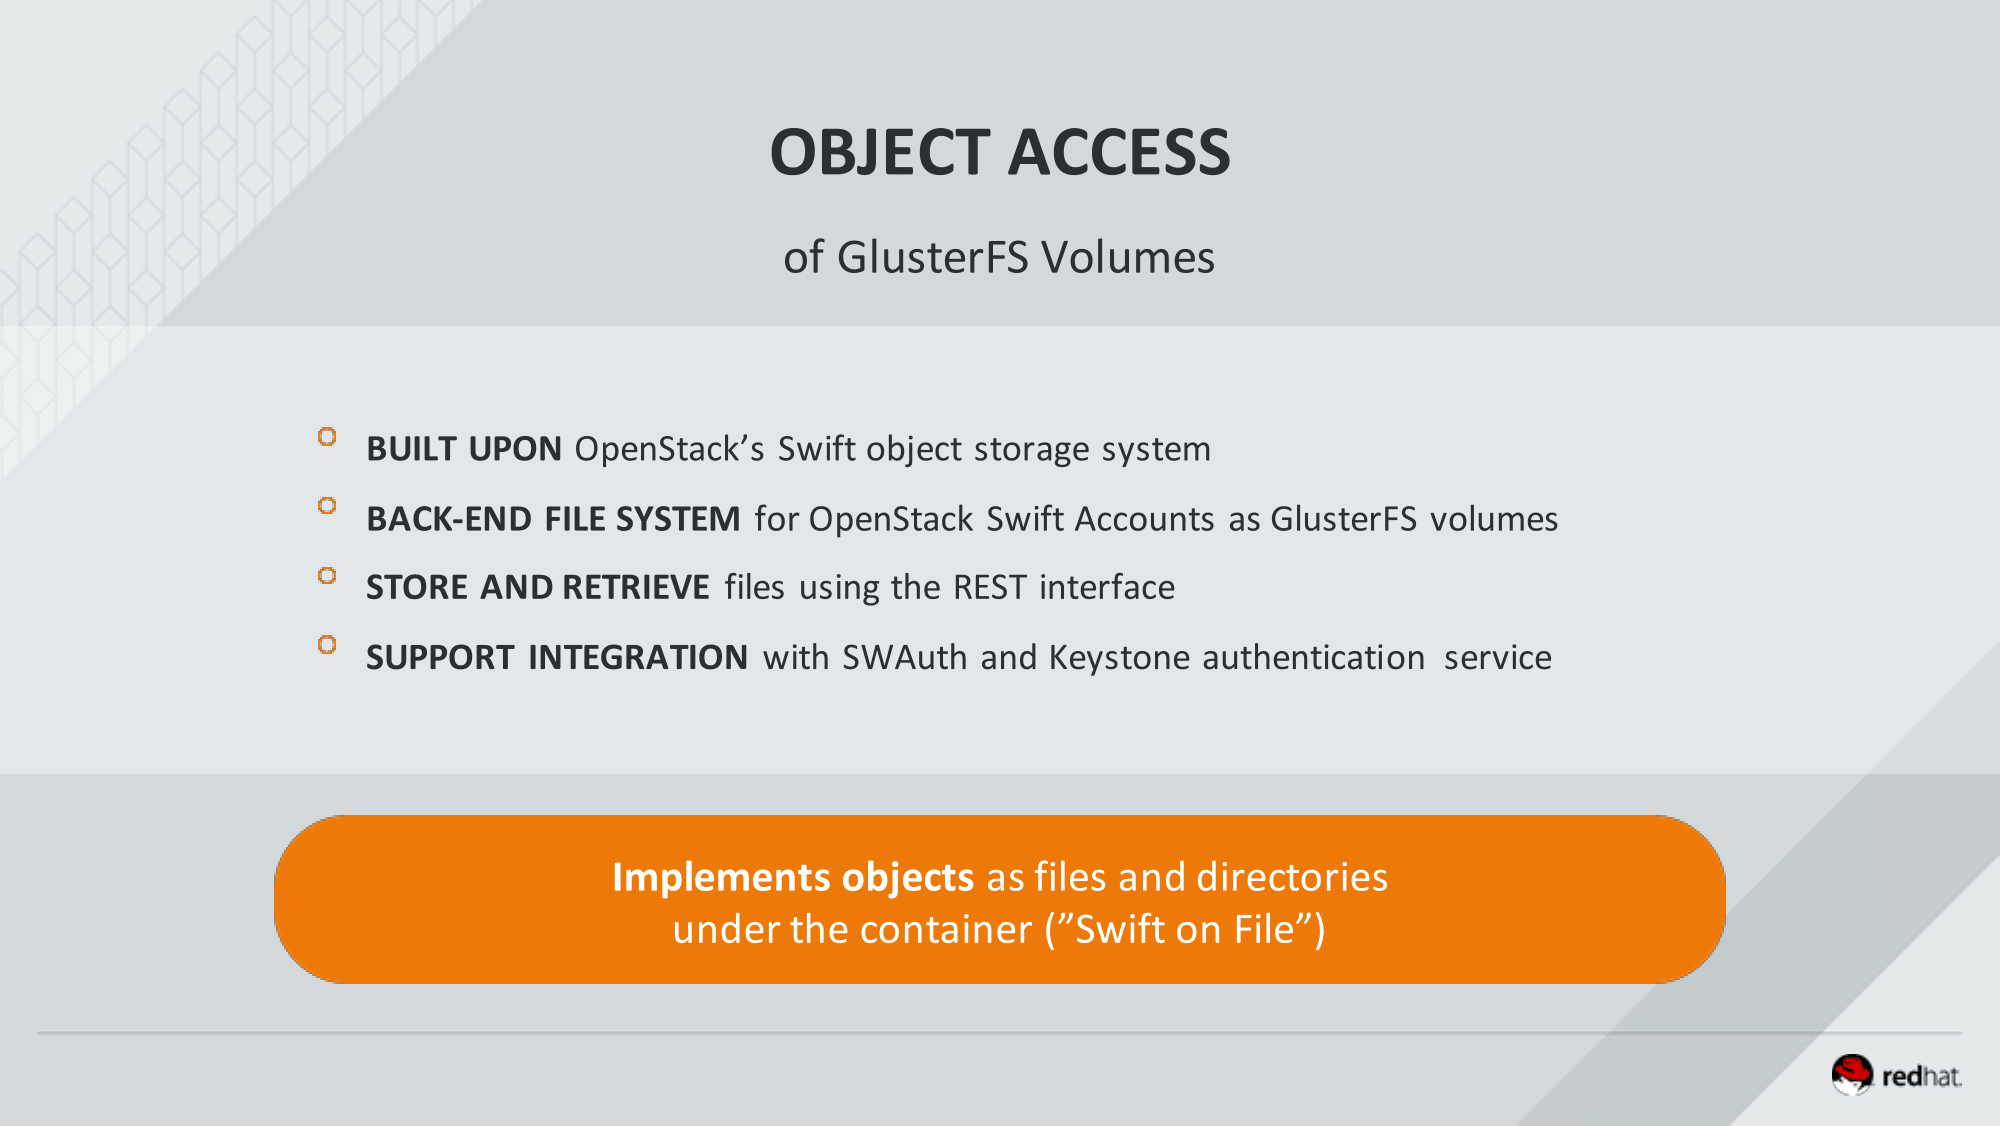 OBJECT ACCESS
of GlusterFS Volumes
BUILT UPON OpenStack’s Swift object storage system
BACK-END FILE SYSTEM for OpenStack Swift Accounts as GlusterFS volumes
STORE AND RETRIEVE files using the REST interface
SUPPORT INTEGRATION with SWAuth and Keystone authentication service
Implements objects as files and directories
under the container (”Swift on File”)
redhat.